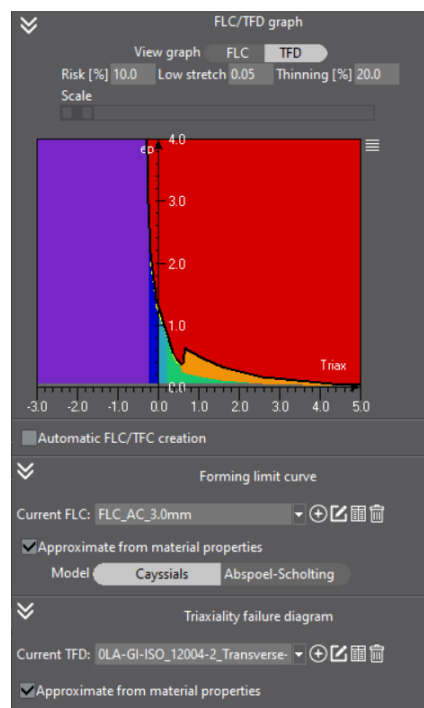 FLC/TFD graph
View graph FLC TFD
Risk [%] 10.0 Low stretch 0.05 Thinning [%] 20.0
Scale
4.0
ep
3.0
2.0
1.0
Triax
0.0
-3.0 -2.0 -1.0 0.0 1.0 2.0 3.0 4.0 5.0
Automatic FLC/TFC creation
Forming limit curve
Current FLC: FLC_AC_3.0mm
Approximate from material properties
Model Cayssials Abspoel-Scholting
Triaxiality failure diagram
Current TFD: 0LA-GI-ISO_12004-2_Transverse-
Approximate from material properties